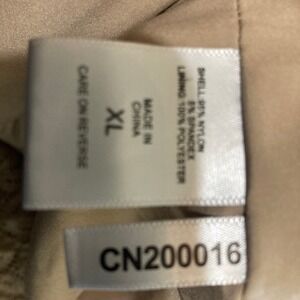 SHELL 95% NYLON
5% SPANDEX
LINING 100% POLYESTER
MADE IN
CHINA
XL
CARE ON REVERSE
CN200016